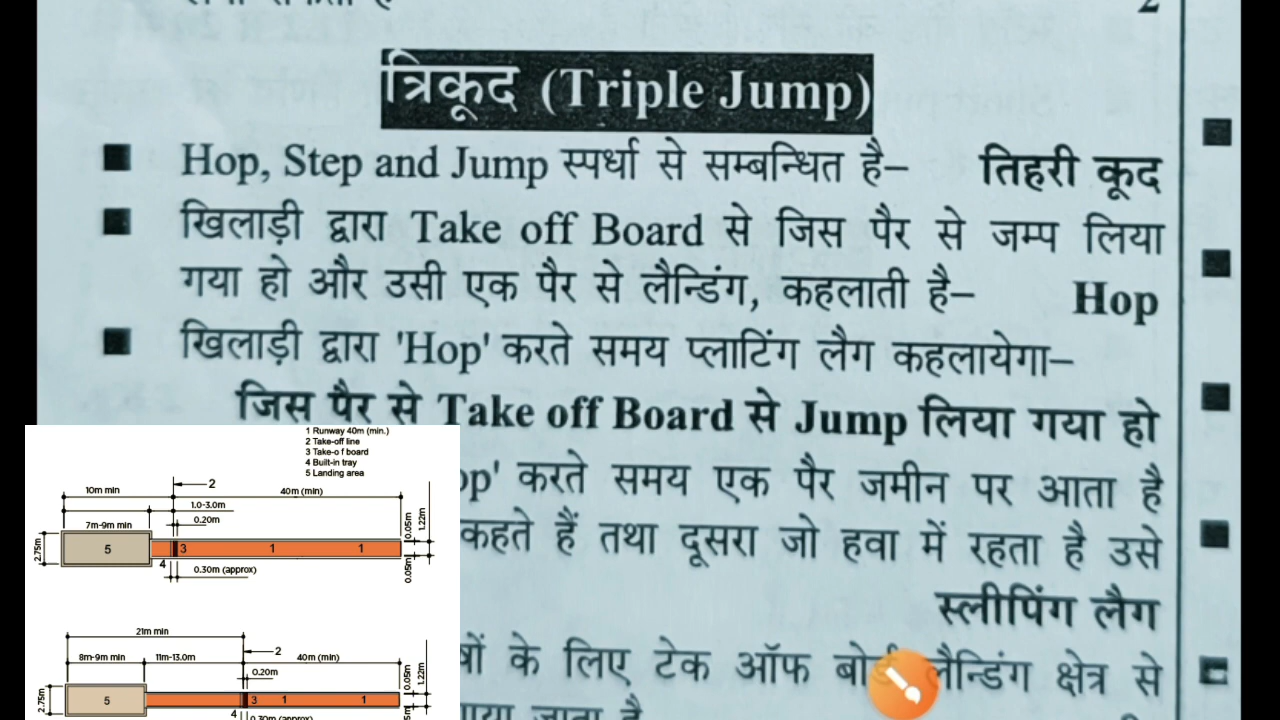 2
त्रिकूद (Triple Jump)
■ Hop, Step and Jump स्पर्धा से सम्बन्धित है– तिहरी कूद
■ खिलाड़ी द्वारा Take off Board से जिस पैर से जम्प लिया
गया हो और उसी एक पैर से लैन्डिंग, कहलाती है– Hop
■ खिलाड़ी द्वारा 'Hop' करते समय प्लाटिंग लैग कहलायेगा–
जिस पैर से Take off Board से Jump लिया गया हो
करते समय एक पैर जमीन पर आता है
कहते हैं तथा दूसरा जो हवा में रहता है उसे
स्लीपिंग लैग
के लिए टेक ऑफ लैन्डिंग क्षेत्र से
जाता है
1 Runway 40m (min.)
2 Take-off line
3 Take-o f board
4 Built-in tray
5 Landing area
2
10m min 40m (min)
1.0-3.0m
0.20m
7m-9m min
2.75m 5 3 1 1 0.05m 1.22m
4 0.30m (approx) 0.05m
21m min
2
8m-9m min 11m-13.0m 40m (min)
0.20m
2.75m 5 3 1 1 0.05m 1.22m
4 0.30m (approx)